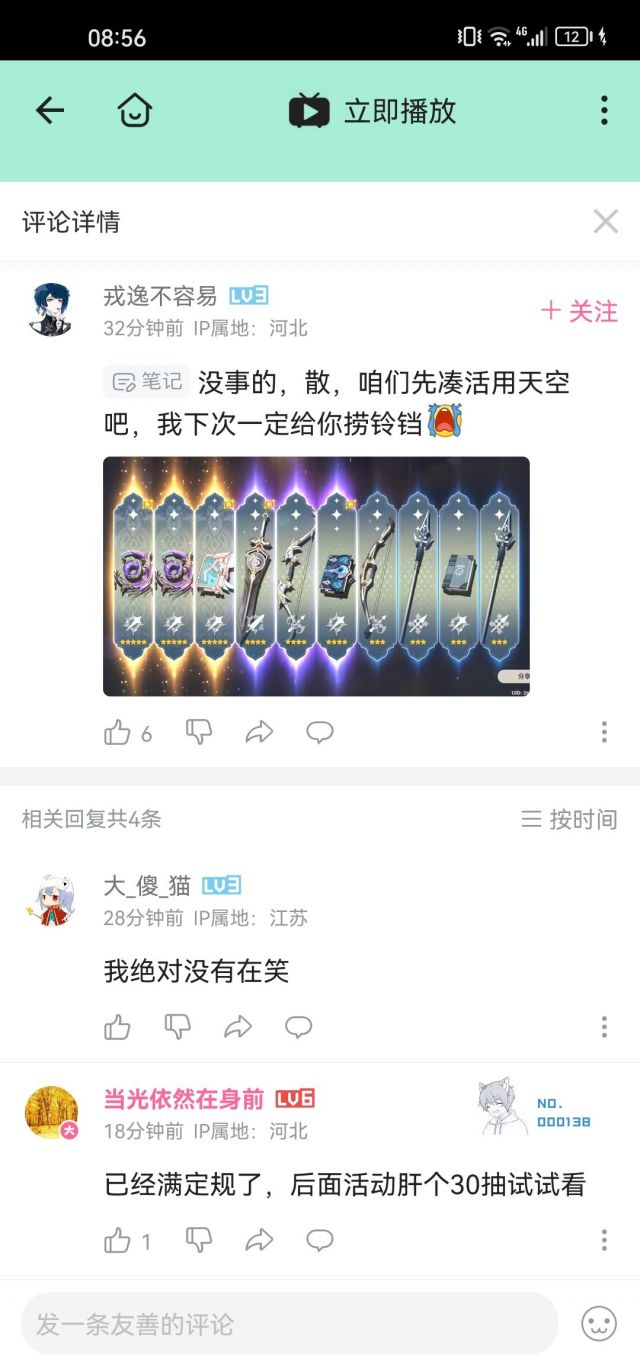 08:56
4G
12
立即播放
评论详情
戎逸不容易 LV3
32分钟前 IP属地：河北
+ 关注
笔记 没事的，散，咱们先凑活用天空
吧，我下次一定给你捞铃铛
分享
6
相关回复共4条
按时间
大_傻_猫 LV3
28分钟前 IP属地：江苏
我绝对没有在笑
当光依然在身前 LV6
大
18分钟前 IP属地：河北
NO.
000138
已经满定规了，后面活动肝个30抽试试看
1
发一条友善的评论